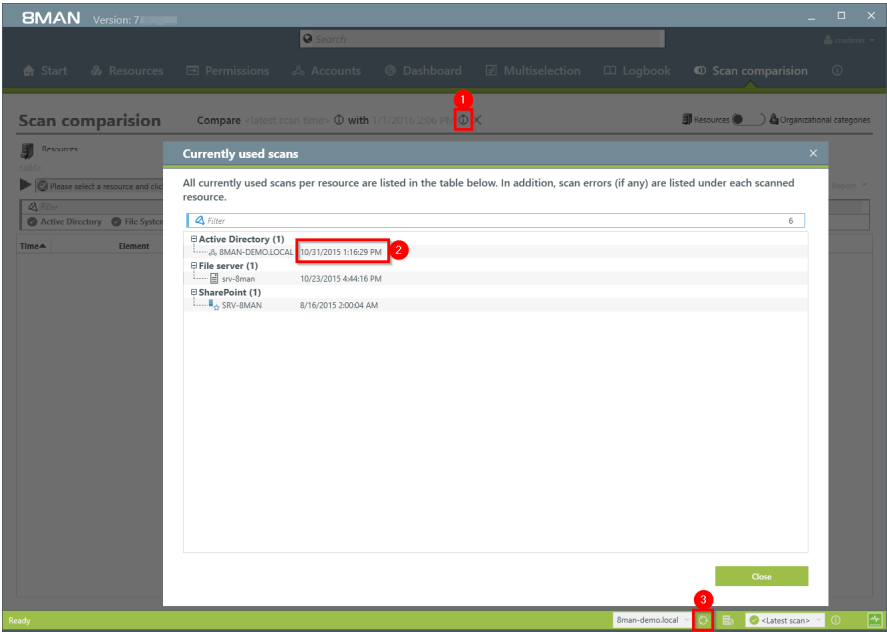 8MAN Version: 7
Search
Start Resources Permissions Accounts Dashboard Multiselection Logbook Scan comparison
1
Scan comparision Compare <latest scan time> with 1/1/2016 2:06 PM Resources Organizational categories
Resources
Currently used scans
Please select a resource and clic
Report
All currently used scans per resource are listed in the table below. In addition, scan errors (if any) are listed under each scanned
resource.
Filter
Filter 6
Active Directory File System
Time Element
Active Directory (1)
8MAN-DEMO.LOCAL 10/31/2015 1:16:29 PM 2
File server (1)
srv-8man 10/23/2015 4:44:16 PM
SharePoint (1)
SRV-8MAN 8/16/2015 2:00:04 AM
Close
3
Ready 8man-demo.local <Latest scan>